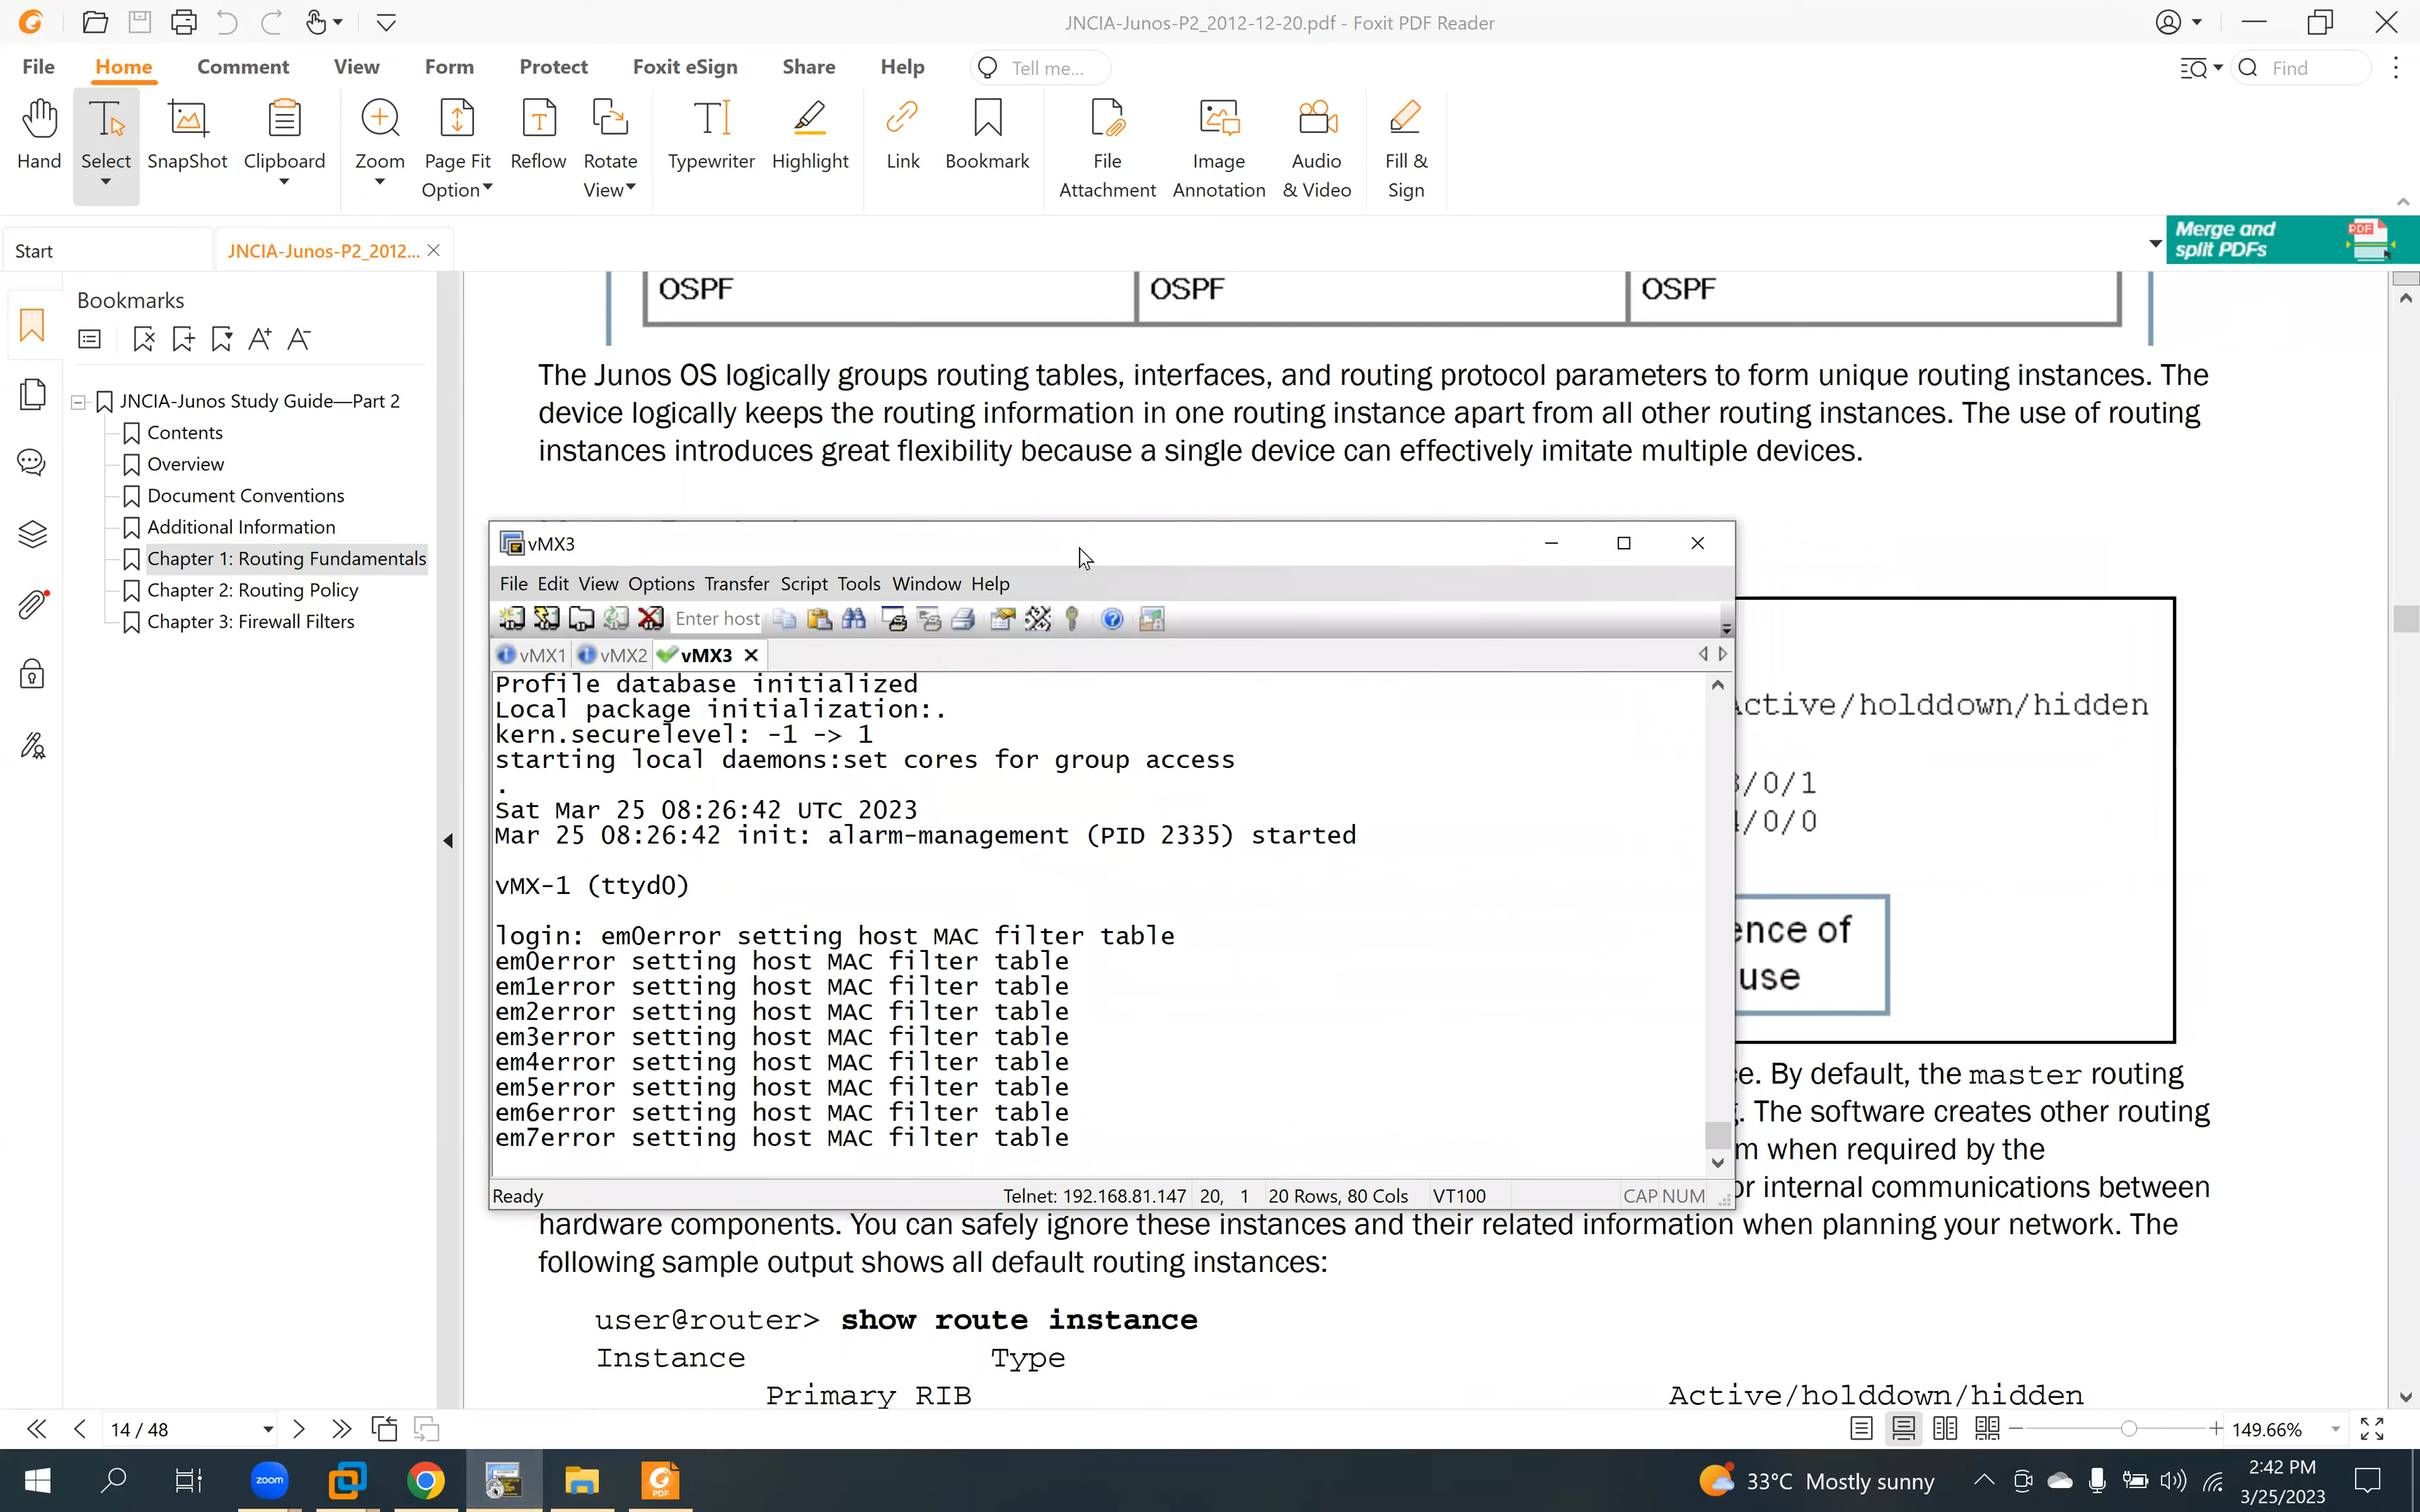 JNCIA-Junos-P2_2012-12-20.pdf - Foxit PDF Reader
File Home Comment View Form Protect Foxit eSign Share Help Tell me... Find
Hand Select SnapShot Clipboard Zoom Page Fit Option Reflow Rotate View Typewriter Highlight Link Bookmark File Attachment Image Annotation Audio & Video Fill & Sign
Start JNCIA-Junos-P2_2012...
Merge and
split PDFs
PDF
Bookmarks
JNCIA-Junos Study Guide—Part 2
Contents
Overview
Document Conventions
Additional Information
Chapter 1: Routing Fundamentals
Chapter 2: Routing Policy
Chapter 3: Firewall Filters
OSPF OSPF OSPF
The Junos OS logically groups routing tables, interfaces, and routing protocol parameters to form unique routing instances. The
device logically keeps the routing information in one routing instance apart from all other routing instances. The use of routing
instances introduces great flexibility because a single device can effectively imitate multiple devices.
vMX3
File Edit View Options Transfer Script Tools Window Help
Enter host
vMX1 vMX2 vMX3
Profile database initialized
Local package initialization:.
kern.securelevel: -1 -> 1
starting local daemons:set cores for group access
.
Sat Mar 25 08:26:42 UTC 2023
Mar 25 08:26:42 init: alarm-management (PID 2335) started
vMX-1 (ttyd0)
login: em0error setting host MAC filter table
em0error setting host MAC filter table
em1error setting host MAC filter table
em2error setting host MAC filter table
em3error setting host MAC filter table
em4error setting host MAC filter table
em5error setting host MAC filter table
em6error setting host MAC filter table
em7error setting host MAC filter table
Ready Telnet: 192.168.81.147 20, 1 20 Rows, 80 Cols VT100 CAP NUM
Active/holddown/hidden
3/0/1
/0/0
ence of
use
e. By default, the master routing
. The software creates other routing
m when required by the
or internal communications between
hardware components. You can safely ignore these instances and their related information when planning your network. The
following sample output shows all default routing instances:
user@router> show route instance
Instance Type
Primary RIB Active/holddown/hidden
14 / 48 149.66%
zoom
PDF
33°C Mostly sunny
2:42 PM
3/25/2023